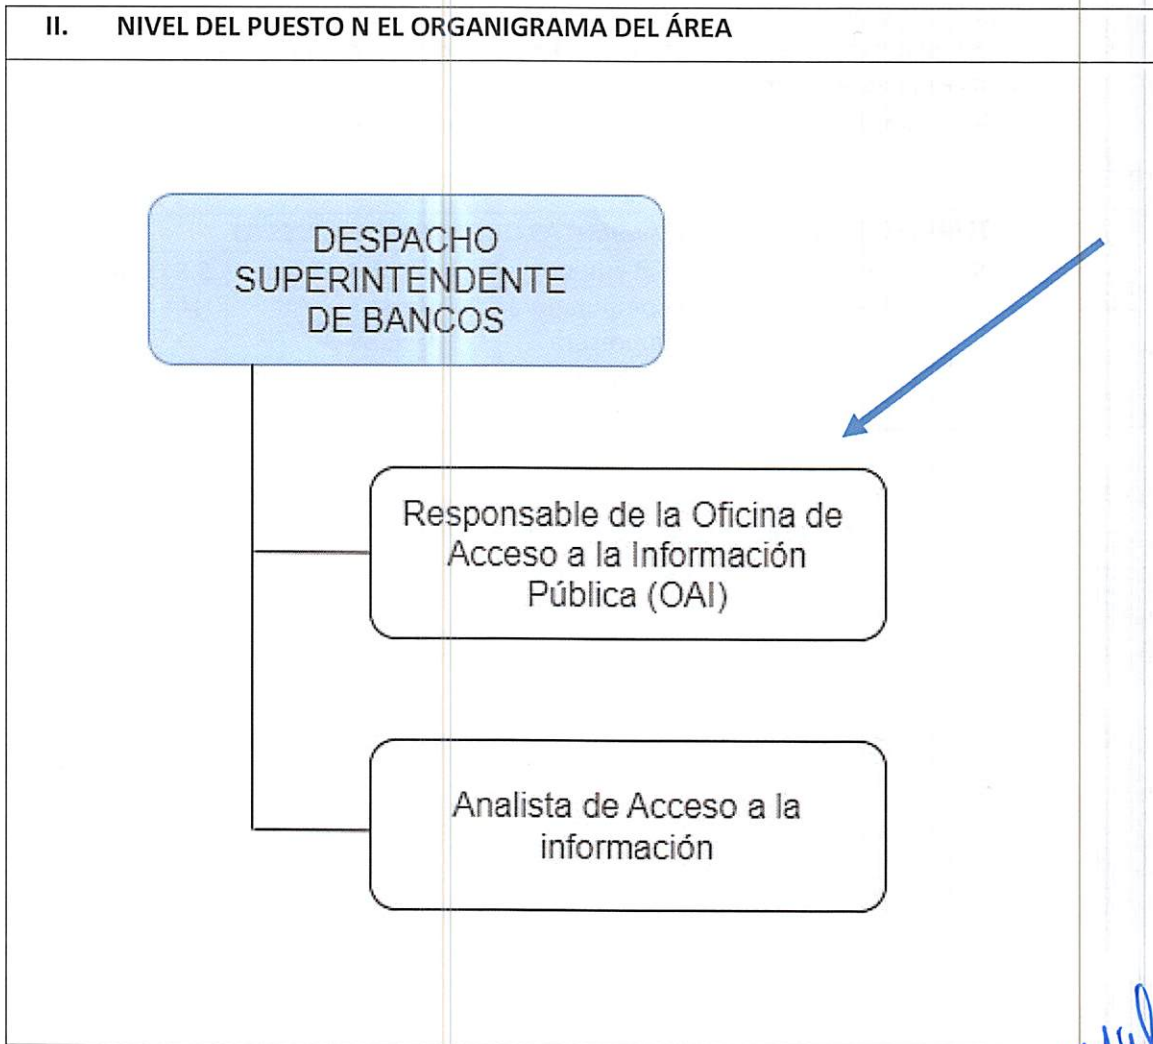 II. NIVEL DEL PUESTO N EL ORGANIGRAMA DEL ÁREA
DESPACHO
SUPERINTENDENTE
DE BANCOS
Responsable de la Oficina de
Acceso a la Información
Pública (OAI)
Analista de Acceso a la
información